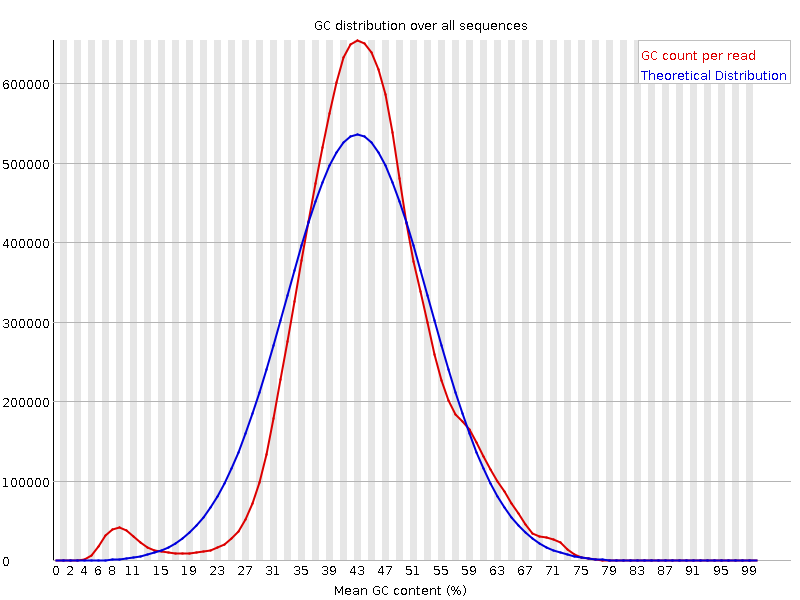 GC distribution over all sequences
GC count per read
Theoretical Distribution
600000
500000
400000
300000
200000
100000
0
0 2 4 6 8 11 15 19 23 27 31 35 39 43 47 51 55 59 63 67 71 75 79 83 87 91 95 99
Mean GC content (%)